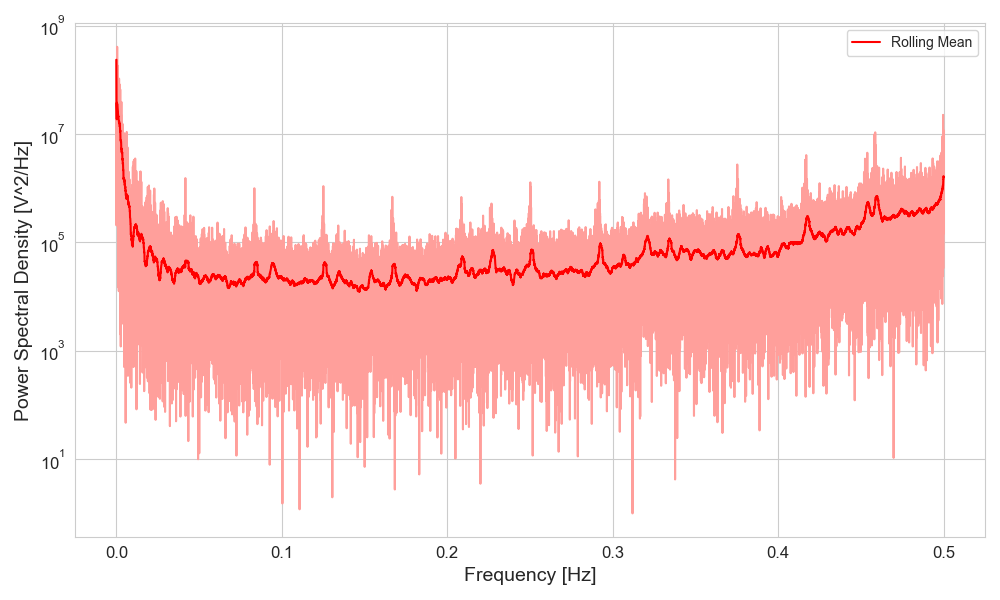 Rolling Mean
10^9
10^7
10^5
10^3
10^1
Power Spectral Density [V^2/Hz]
0.0 0.1 0.2 0.3 0.4 0.5
Frequency [Hz]